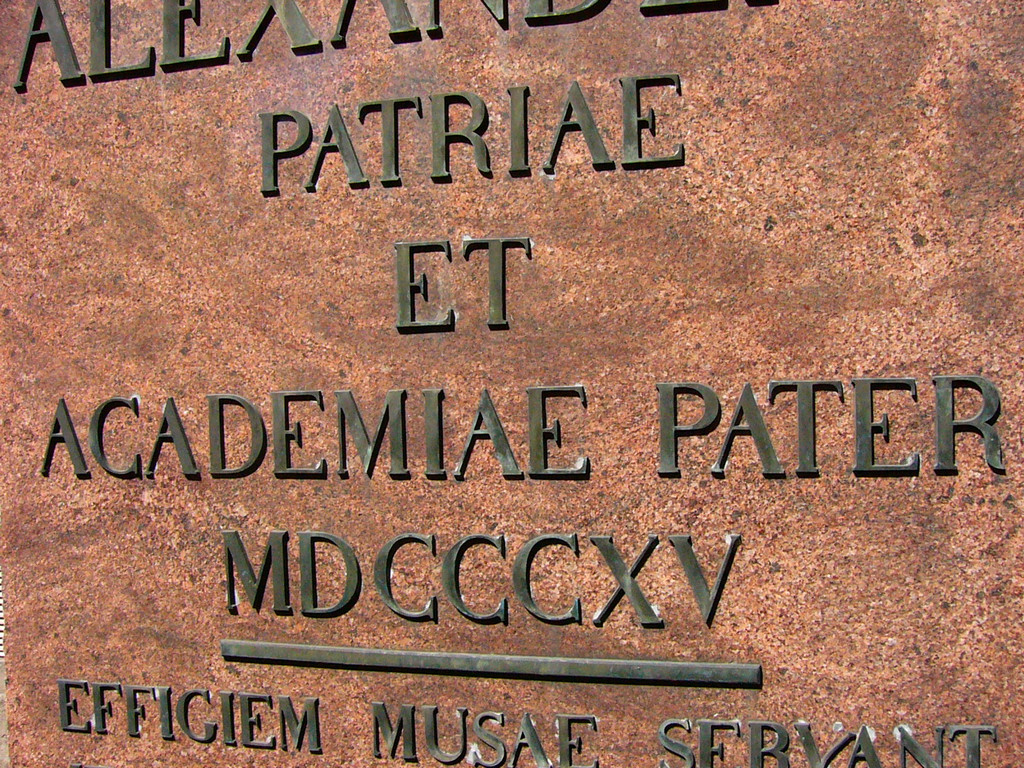 PATRIAE
ET
ACADEMIAE PATER
MDCCCXV
EFFIGIEM MUSAE SERVANT